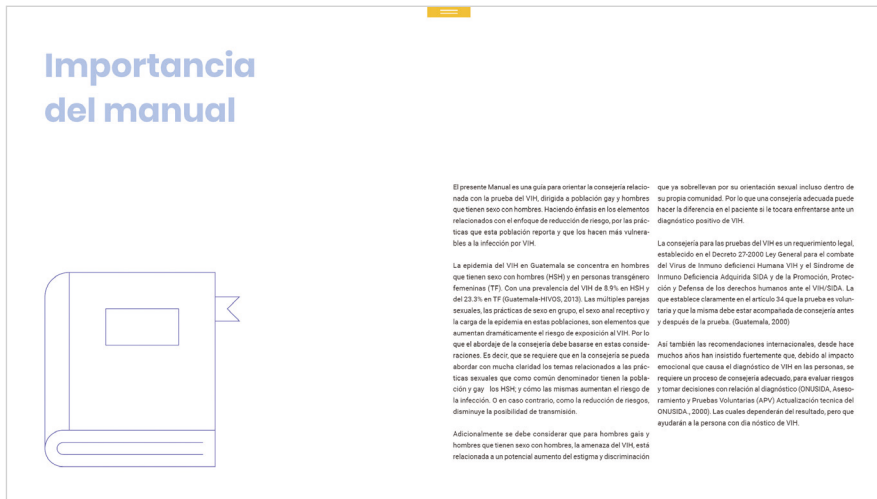 Importancia
del manual
El presente Manual es una guía para orientar la consejería relacio-
nada con la prueba del VIH, dirigida a población gay y hombres
que tienen sexo con hombres. Haciendo énfasis en los elementos
relacionados con el enfoque de reducción de riesgo, por las prác-
ticas que esta población reporta y que los hacen más vulnera-
bles a la infección por VIH.
La epidemia del VIH en Guatemala se concentra en hombres
que tienen sexo con hombres (HSH) y en personas transgénero
femeninas (TF). Con una prevalencia del VIH de 8.9% en HSH y
del 23.3% en TF (Guatemala-HIVOS, 2013). Las múltiples parejas
sexuales, las prácticas de sexo en grupo, el sexo anal receptivo y
la carga de la epidemia en estas poblaciones, son elementos que
aumentan dramáticamente el riesgo de exposición al VIH. Por lo
que el abordaje de la consejería debe basarse en estas conside-
raciones. Es decir, que se requiere que en la consejería se pueda
abordar con mucha claridad los temas relacionados a las prác-
ticas sexuales que como común denominador tienen la pobla-
ción y gay los HSH; y cómo las mismas aumentan el riesgo de
la infección. O en caso contrario, como la reducción de riesgos,
disminuye la posibilidad de transmisión.
Adicionalmente se debe considerar que para hombres gais y
hombres que tienen sexo con hombres, la amenaza del VIH, está
relacionada a un potencial aumento del estigma y discriminación
que ya sobrellevan por su orientación sexual incluso dentro de
su propia comunidad. Por lo que una consejería adecuada puede
hacer la diferencia en el paciente si le tocara enfrentarse ante un
diagnóstico positivo de VIH.
La consejería para las pruebas del VIH es un requerimiento legal,
establecido en el Decreto 27-2000 Ley General para el combate
del Virus de Inmuno deficienci Humana VIH y el Síndrome de
Inmuno Deficiencia Adquirida SIDA y de la Promoción, Protec-
ción y Defensa de los derechos humanos ante el VIH/SIDA. La
que establece claramente en el artículo 34 que la prueba es volun-
taria y que la misma debe estar acompañada de consejería antes
y después de la prueba. (Guatemala, 2000)
Así también las recomendaciones internacionales, desde hace
muchos años han insistido fuertemente que, debido al impacto
emocional que causa el diagnóstico de VIH en las personas, se
requiere un proceso de consejería adecuado, para evaluar riesgos
y tomar decisiones con relación al diagnóstico (ONUSIDA, Aseso-
ramiento y Pruebas Voluntarias (APV) Actualización tecnica del
ONUSIDA., 2000). Las cuales dependerán del resultado, pero que
ayudarán a la persona con dia nóstico de VIH.